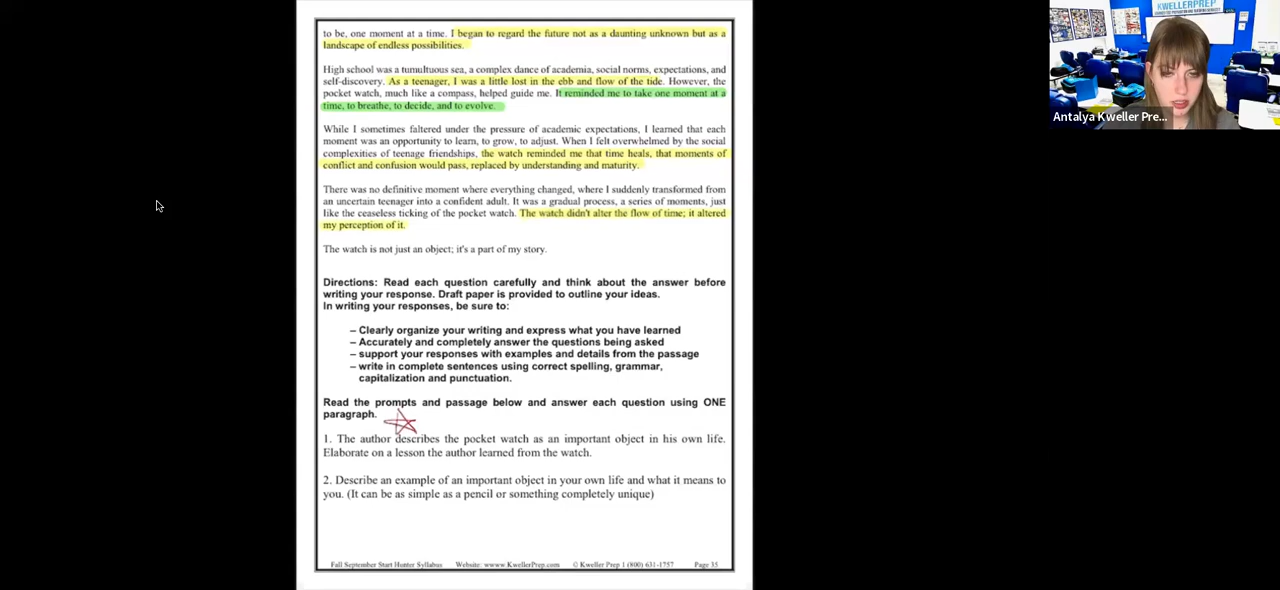 to be, one moment at a time. I began to regard the future not as a daunting unknown but as a
landscape of endless possibilities.
High school was a tumultuous sea, a complex dance of academia, social norms, expectations, and
self-discovery. As a teenager, I was a little lost in the ebb and flow of the tide. However, the
pocket watch, much like a compass, helped guide me. It reminded me to take one moment at a
time, to breathe, to decide, and to evolve.
While I sometimes faltered under the pressure of academic expectations, I learned that each
moment was an opportunity to learn, to grow, to adjust. When I felt overwhelmed by the social
complexities of teenage friendships, the watch reminded me that time heals, that moments of
conflict and confusion would pass, replaced by understanding and maturity.
There was no definitive moment where everything changed, where I suddenly transformed from
an uncertain teenager into a confident adult. It was a gradual process, a series of moments, just
like the ceaseless ticking of the pocket watch. The watch didn't alter the flow of time; it altered
my perception of it.
The watch is not just an object; it's a part of my story.
Directions: Read each question carefully and think about the answer before
writing your response. Draft paper is provided to outline your ideas.
In writing your responses, be sure to:
– Clearly organize your writing and express what you have learned
– Accurately and completely answer the questions being asked
– support your responses with examples and details from the passage
– write in complete sentences using correct spelling, grammar,
capitalization and punctuation.
Read the prompts and passage below and answer each question using ONE
paragraph.
1. The author describes the pocket watch as an important object in his own life.
Elaborate on a lesson the author learned from the watch.
2. Describe an example of an important object in your own life and what it means to
you. (It can be as simple as a pencil or something completely unique)
Fall September Start Hunter Syllabus Website: www.KwellerPrep.com © Kweller Prep 1 (800) 631-1757 Page 35
KWELLERPREP
Antalya Kweller Pre...